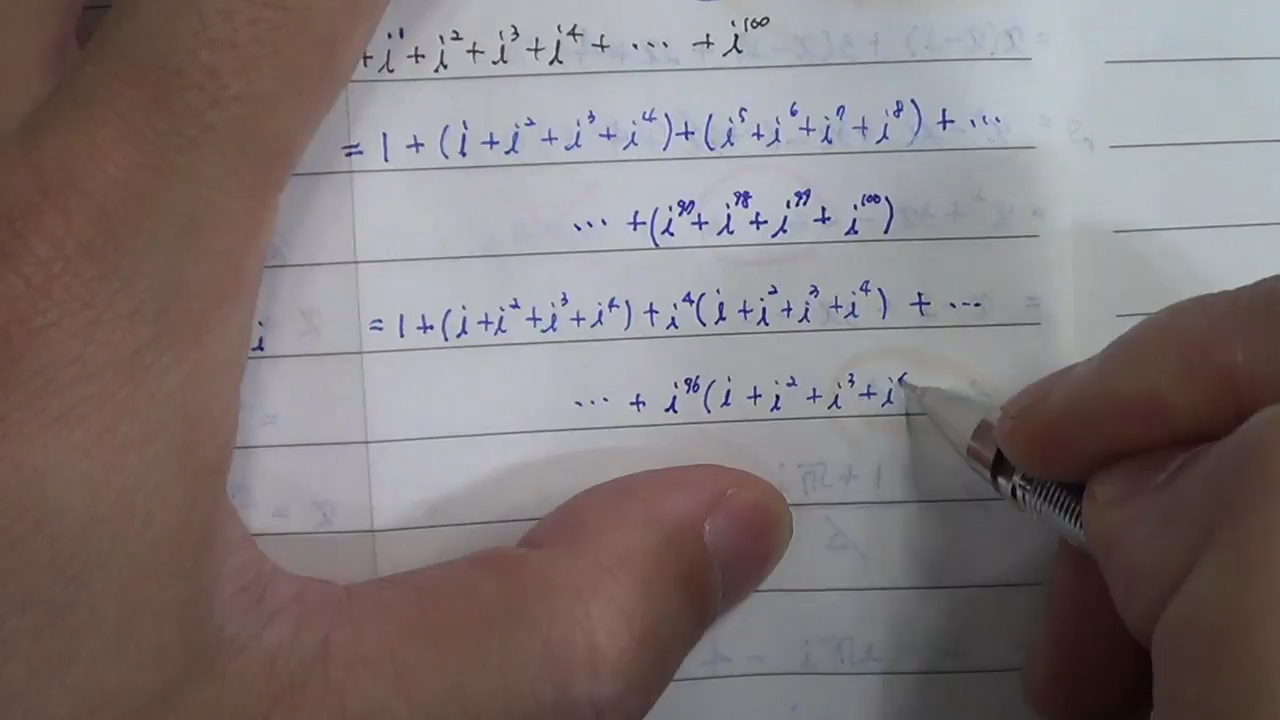 + i¹ + i² + i³ + i⁴ + ··· + i¹⁰⁰
= 1 + (i + i² + i³ + i⁴) + (i⁵ + i⁶ + i⁷ + i⁸) + ···
··· + (i⁹⁷ + i⁹⁸ + i⁹⁹ + i¹⁰⁰)
i = 1 + (i + i² + i³ + i⁴) + i⁴(i + i² + i³ + i⁴) + ···
··· + i⁹⁶(i + i² + i³ + i